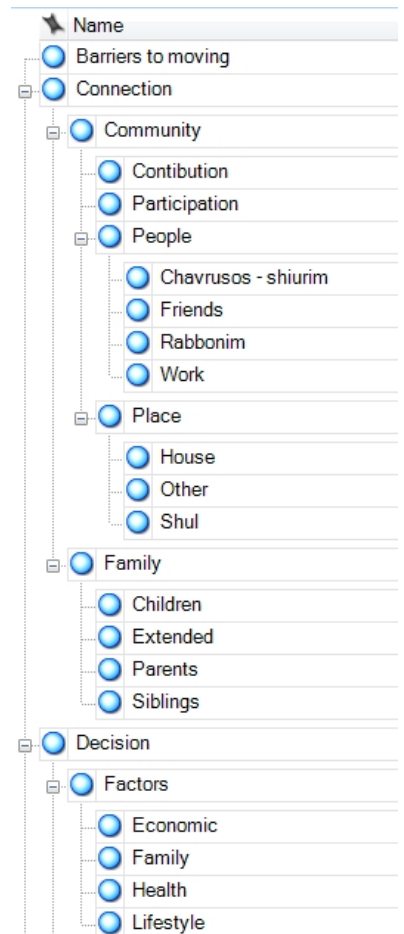 Name
Barriers to moving
Connection
Community
Contibution
Participation
People
Chavrusos - shiurim
Friends
Rabbonim
Work
Place
House
Other
Shul
Family
Children
Extended
Parents
Siblings
Decision
Factors
Economic
Family
Health
Lifestyle